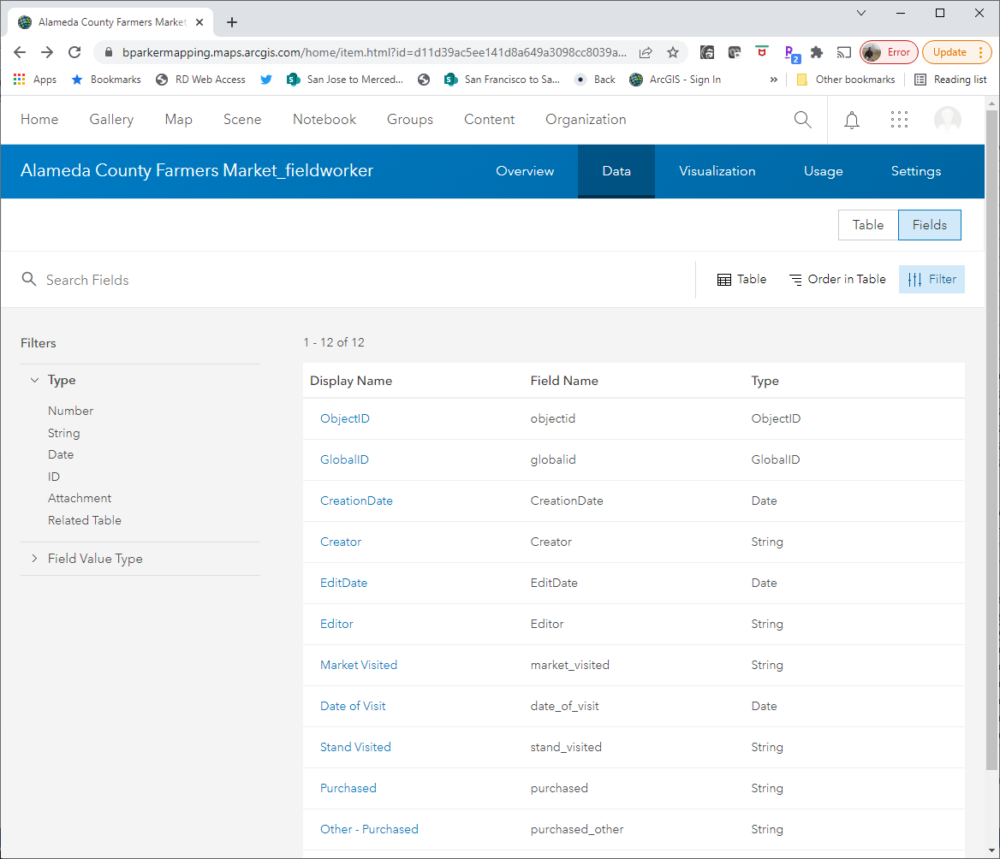 Alameda County Farmers Market
bparkermapping.maps.arcgis.com/home/item.html?id=d11d39ac5ee141d8a649a3098cc8039a... 2 Error Update
Apps Bookmarks RD Web Access San Jose to Merced... San Francisco to Sa... Back ArcGIS - Sign In » Other bookmarks Reading list
Home Gallery Map Scene Notebook Groups Content Organization
Alameda County Farmers Market_fieldworker Overview Data Visualization Usage Settings
Table Fields
Search Fields Table Order in Table Filter
Filters
Type
Number
String
Date
ID
Attachment
Related Table
Field Value Type
1 - 12 of 12
Display Name Field Name Type
ObjectID objectid ObjectID
GlobalID globalid GlobalID
CreationDate CreationDate Date
Creator Creator String
EditDate EditDate Date
Editor Editor String
Market Visited market_visited String
Date of Visit date_of_visit Date
Stand Visited stand_visited String
Purchased purchased String
Other - Purchased purchased_other String